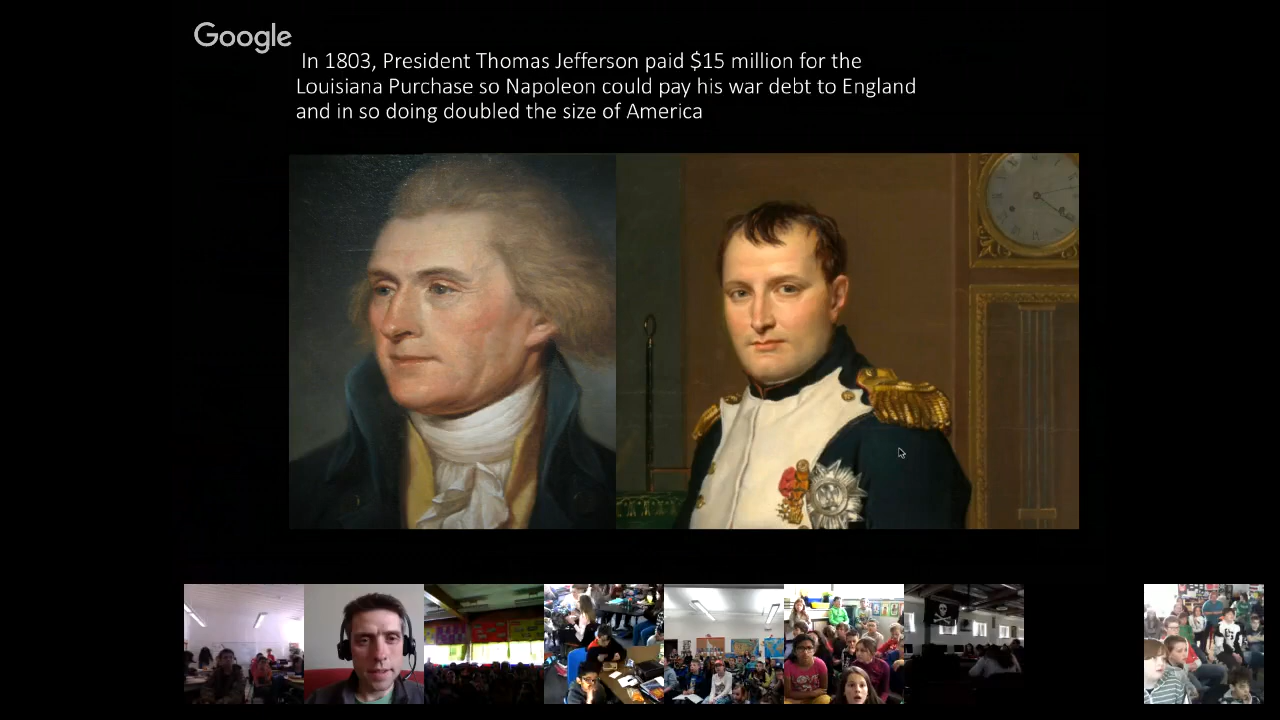 Google
In 1803, President Thomas Jefferson paid $15 million for the
Louisiana Purchase so Napoleon could pay his war debt to England
and in so doing doubled the size of America